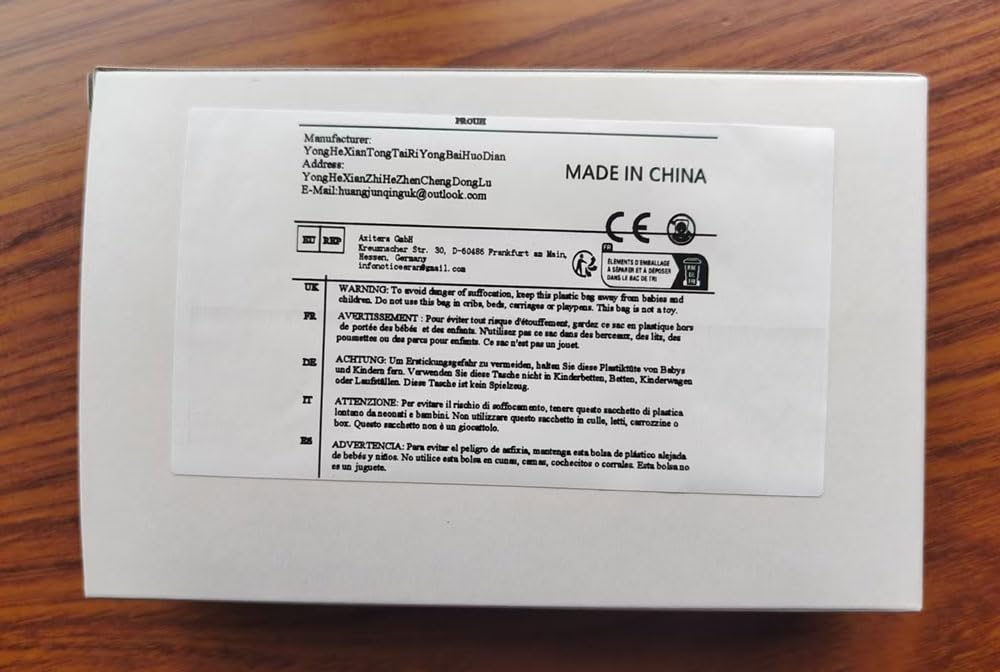 PROUH
Manufacturer:
YongHeXianTongTaiRiYongBaiHuoDian
Address:
YongHeXianZhiHeZhenChengDongLu
E-Mail:huangjunqinguk@outlook.com
MADE IN CHINA
CE
EU REP
Axitera GmbH
Kreuznacher Str. 30, D-60486 Frankfurt am Main,
Hessen, Germany
infonoticeeran@gmail.com
FR
ÉLÉMENTS D'EMBALLAGE
À SÉPARER ET À DÉPOSER
DANS LE BAC DE TRI
BAC
DE
TRI
UK
WARNING: To avoid danger of suffocation, keep this plastic bag away from babies and
children. Do not use this bag in cribs, beds, carriages or playpens. This bag is not a toy.
FR
AVERTISSEMENT : Pour éviter tout risque d'étouffement, gardez ce sac en plastique hors
de portée des bébés et des enfants. N'utilisez pas ce sac dans des berceaux, des lits, des
poussettes ou des parcs pour enfants. Ce sac n'est pas un jouet.
DE
ACHTUNG: Um Erstickungsgefahr zu vermeiden, halten Sie diese Plastiktüte von Babys
und Kindern fern. Verwenden Sie diese Tasche nicht in Kinderbetten, Betten, Kinderwagen
oder Laufställen. Diese Tasche ist kein Spielzeug.
IT
ATTENZIONE: Per evitare il rischio di soffocamento, tenere questo sacchetto di plastica
lontano da neonati e bambini. Non utilizzare questo sacchetto in culle, letti, carrozzine o
box. Questo sacchetto non è un giocattolo.
ES
ADVERTENCIA: Para evitar el peligro de asfixia, mantenga esta bolsa de plástico alejada
de bebés y niños. No utilice esta bolsa en cunas, camas, cochecitos o corrales. Esta bolsa no
es un juguete.